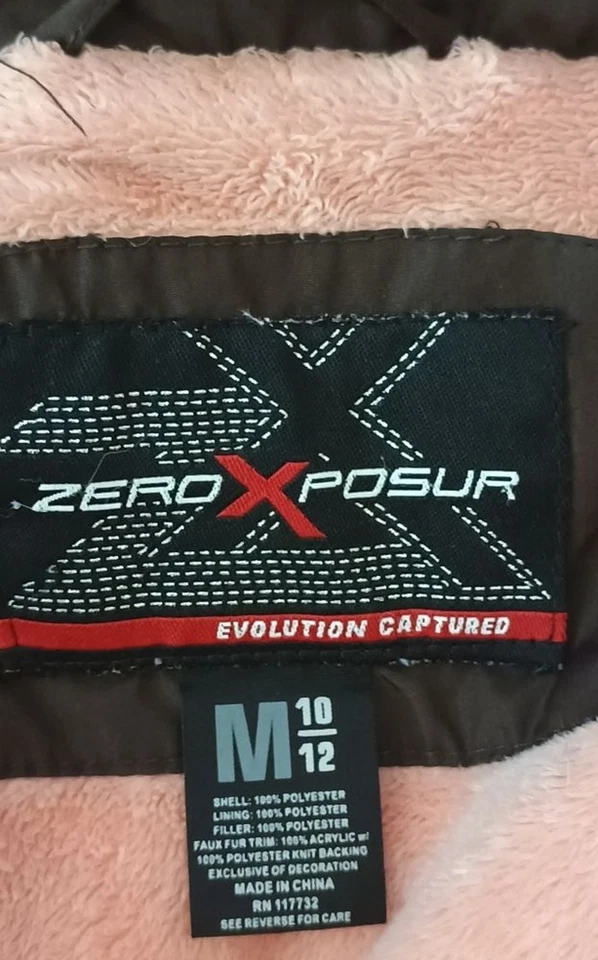 ZEROXPOSUR
EVOLUTION CAPTURED
M 10/12
SHELL: 100% POLYESTER
LINING: 100% POLYESTER
FILLER: 100% POLYESTER
FAUX FUR TRIM: 100% ACRYLIC w/
100% POLYESTER KNIT BACKING
EXCLUSIVE OF DECORATION
MADE IN CHINA
RN 117732
SEE REVERSE FOR CARE